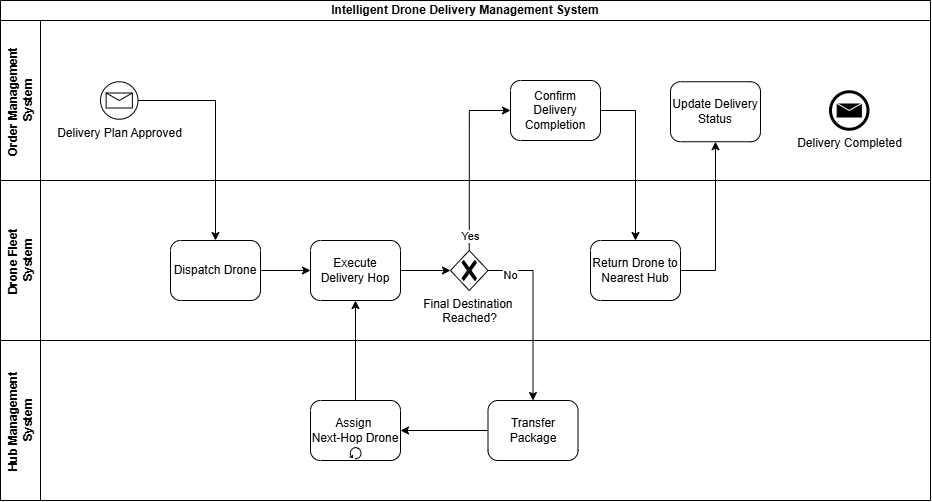 Intelligent Drone Delivery Management System
Order Management
System
Delivery Plan Approved
Confirm
Delivery
Completion
Update Delivery
Status
Delivery Completed
Drone Fleet
System
Dispatch Drone
Execute
Delivery Hop
Yes
No
Final Destination
Reached?
Return Drone to
Nearest Hub
Hub Management
System
Assign
Next-Hop Drone
Transfer
Package